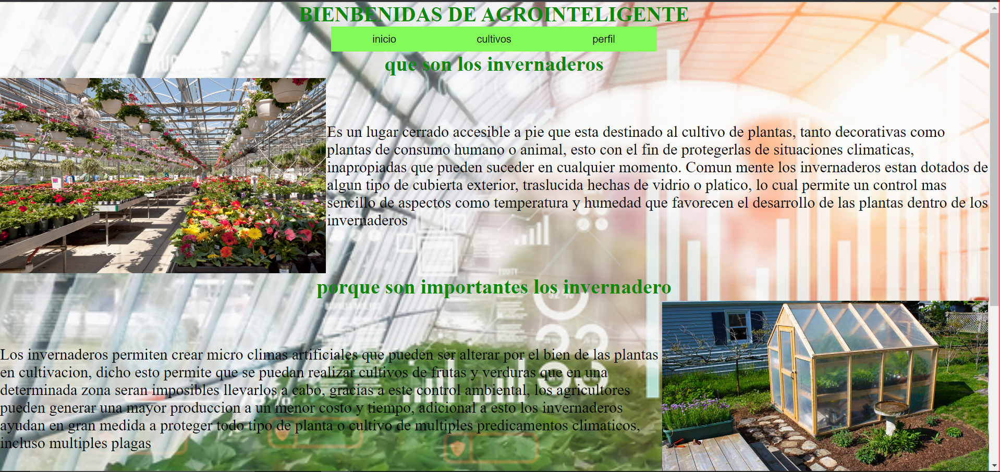 BIENBENIDAS DE AGROINTELIGENTE
inicio cultivos perfil
que son los invernaderos
Es un lugar cerrado accesible a pie que esta destinado al cultivo de plantas, tanto decorativas como
plantas de consumo humano o animal, esto con el fin de protegerlas de situaciones climaticas,
inapropiadas que pueden suceder en cualquier momento. Comun mente los invernaderos estan dotados de
algun tipo de cubierta exterior, traslucida hechas de vidrio o platico, lo cual permite un control mas
sencillo de aspectos como temperatura y humedad que favorecen el desarrollo de las plantas dentro de los
invernaderos
porque son importantes los invernadero
Los invernaderos permiten crear micro climas artificiales que pueden ser alterar por el bien de las plantas
en cultivacion, dicho esto permite que se puedan realizar cultivos de frutas y verduras que en una
determinada zona seran imposibles llevarlos a cabo, gracias a este control ambiental, los agricultores
pueden generar una mayor produccion a un menor costo y tiempo, adicional a esto los invernaderos
ayudan en gran medida a proteger todo tipo de planta o cultivo de multiples predicamentos climaticos,
incluso multiples plagas